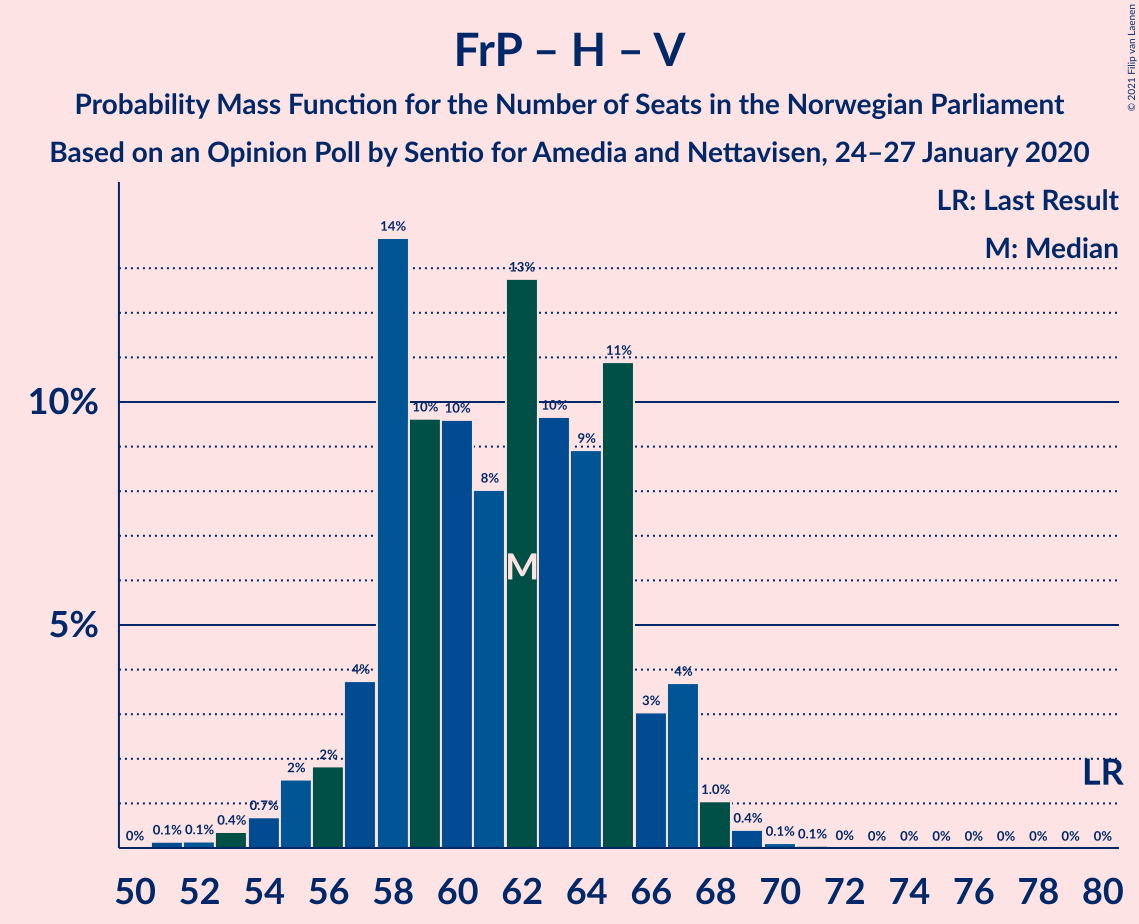 FrP – H – V
Probability Mass Function for the Number of Seats in the Norwegian Parliament
Based on an Opinion Poll by Sentio for Amedia and Nettavisen, 24–27 January 2020
© 2021 Filip van Laenen
LR: Last Result
M: Median
10%
5%
0% 0.1% 0.1% 0.4% 0.7% 2% 2% 4% 14% 10% 10% 8% 13% 10% 9% 11% 3% 4% 1.0% 0.4% 0.1% 0.1% 0% 0% 0% 0% 0% 0% 0% 0% 0%
M
LR
50 52 54 56 58 60 62 64 66 68 70 72 74 76 78 80